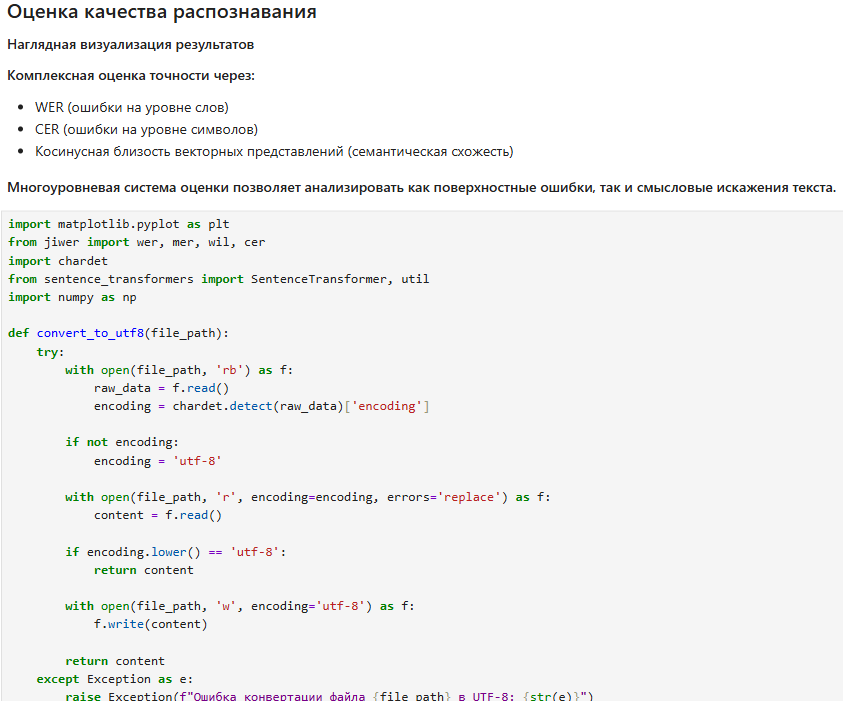 Оценка качества распознавания
Наглядная визуализация результатов
Комплексная оценка точности через:
• WER (ошибки на уровне слов)
• CER (ошибки на уровне символов)
• Косинусная близость векторных представлений (семантическая схожесть)
Многоуровневая система оценки позволяет анализировать как поверхностные ошибки, так и смысловые искажения текста.
import matplotlib.pyplot as plt
from jiwer import wer, mer, wil, cer
import chardet
from sentence_transformers import SentenceTransformer, util
import numpy as np

def convert_to_utf8(file_path):
    try:
        with open(file_path, 'rb') as f:
            raw_data = f.read()
            encoding = chardet.detect(raw_data)['encoding']

        if not encoding:
            encoding = 'utf-8'

        with open(file_path, 'r', encoding=encoding, errors='replace') as f:
            content = f.read()

        if encoding.lower() == 'utf-8':
            return content

        with open(file_path, 'w', encoding='utf-8') as f:
            f.write(content)

        return content
    except Exception as e:
        raise Exception(f"Ошибка конвертации файла {file_path} в UTF-8: {str(e)}")